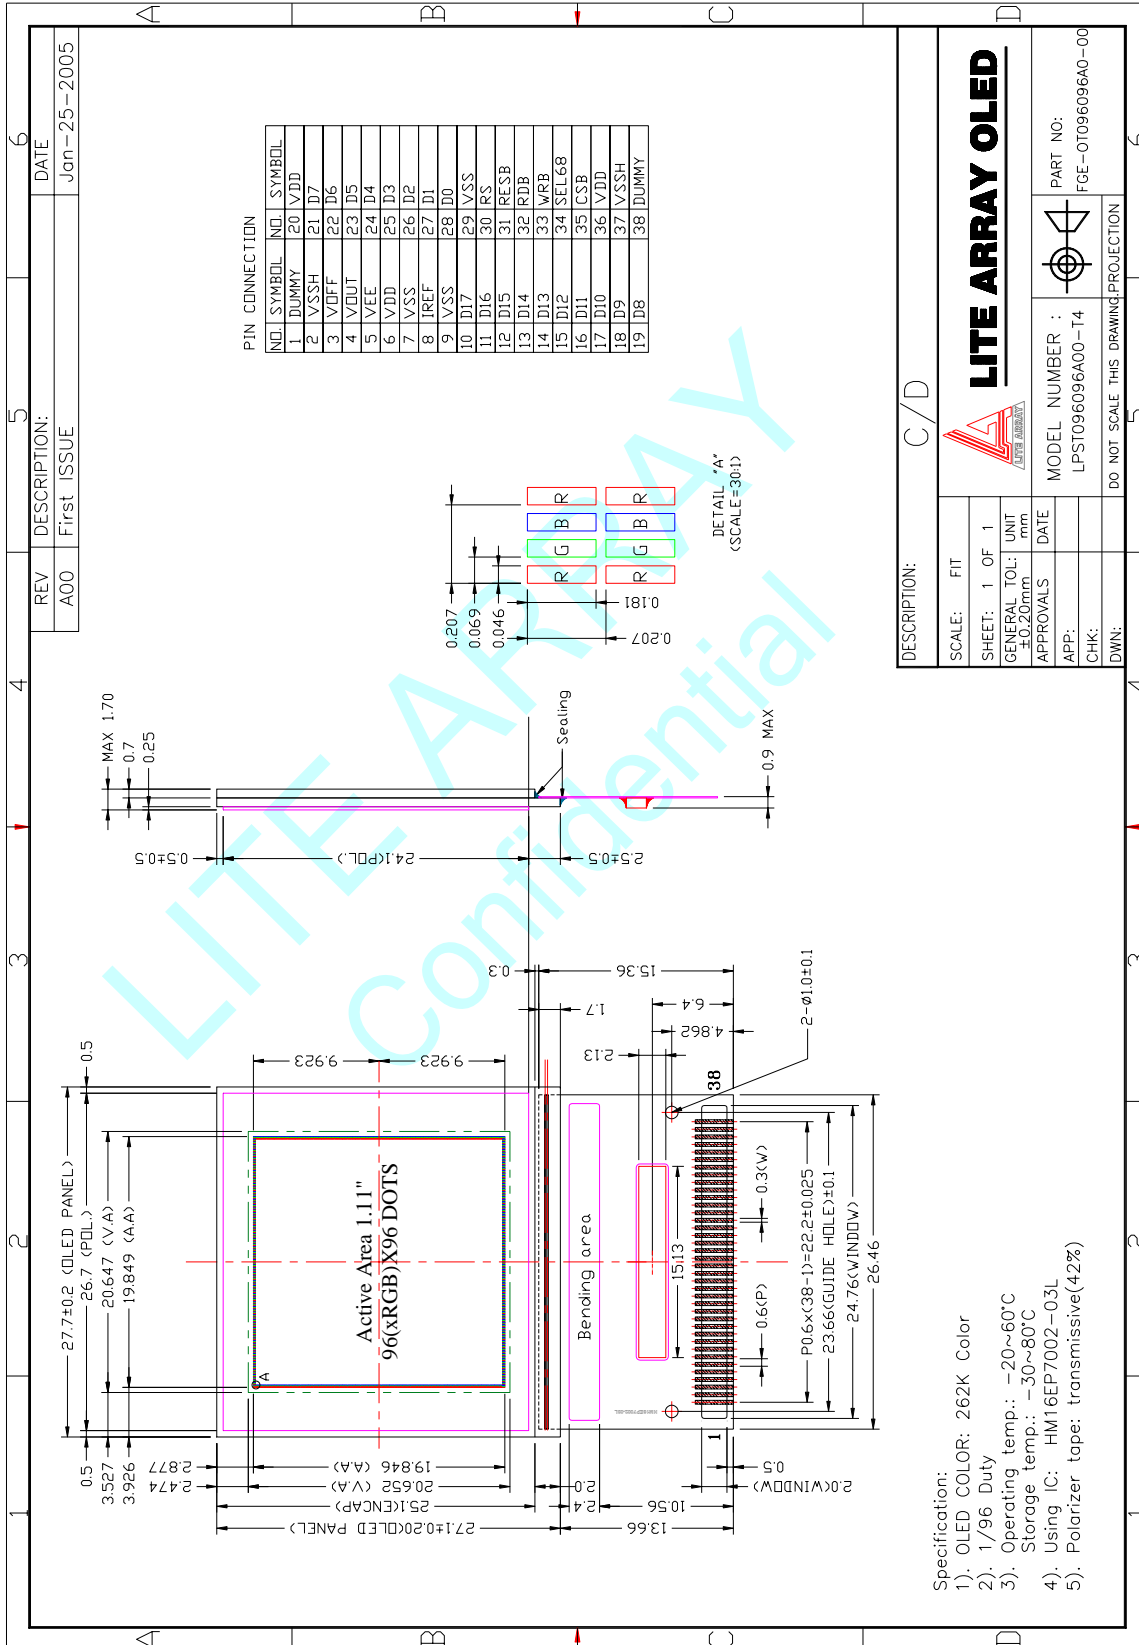 REV DESCRIPTION: DATE
A00 First ISSUE Jan-25-2005
PIN CONNECTION
NO. SYMBOL NO. SYMBOL
1 DUMMY 20 VDD
2 VSSH 21 D7
3 VOFF 22 D6
4 VOUT 23 D5
5 VEE 24 D4
6 VDD 25 D3
7 VSS 26 D2
8 IREF 27 D1
9 VSS 28 D0
10 D17 29 VSS
11 D16 30 RS
12 D15 31 RESB
13 D14 32 RDB
14 D13 33 WRB
15 D12 34 SEL68
16 D11 35 CSB
17 D10 36 VDD
18 D9 37 VSSH
19 D8 38 DUMMY
27.7±0.2 (OLED PANEL)
0.5 26.7 (POL.) 0.5
3.527 20.647 (V.A)
3.926 19.849 (A.A)
2.877 19.846 (A.A)
2.474 20.652 (V.A)
25.1(ENCAP)
27.1±0.20(OLED PANEL)
2.0
2.4
10.56
13.66
2.0(WINDOW)
0.5
9.923
9.923
A
Active Area 1.11"
96(xRGB)X96 DOTS
Bending area
0.3
15.36
1.7
6.4
4.862
2.13
2-ø1.0±0.1
15.13
0.6(P) 0.3(W)
P0.6x(38-1)=22.2±0.025
23.66(GUIDE HOLE)±0.1
24.76(WINDOW)
26.46
1
38
MAX 1.70
0.7
0.25
0.5±0.5
24.1(POL.)
2.5±0.5
Sealing
0.9 MAX
0.207
0.069
0.046
0.181
0.207
R G B R
R G B R
DETAIL "A"
(SCALE=30:1)
LITE ARRAY
Confidential
Specification:
1). OLED COLOR: 262K Color
2). 1/96 Duty
3). Operating temp.: -20~60°C
Storage temp.: -30~80°C
4). Using IC: HM16EP7002-03L
5). Polarizer tape: transmissive(42%)
DESCRIPTION: C/D
SCALE: FIT
SHEET: 1 OF 1
GENERAL TOL: ±0.20mm
UNIT mm
APPROVALS DATE
APP:
CHK:
DWN:
LITE ARRAY
LITE ARRAY OLED
MODEL NUMBER :
LPST096096A00-T4
PART NO:
FGE-OT096096A0-00
DO NOT SCALE THIS DRAWING.PROJECTION
1 2 3 4 5 6
1 2 3 4 5 6
A B C D
A B C D